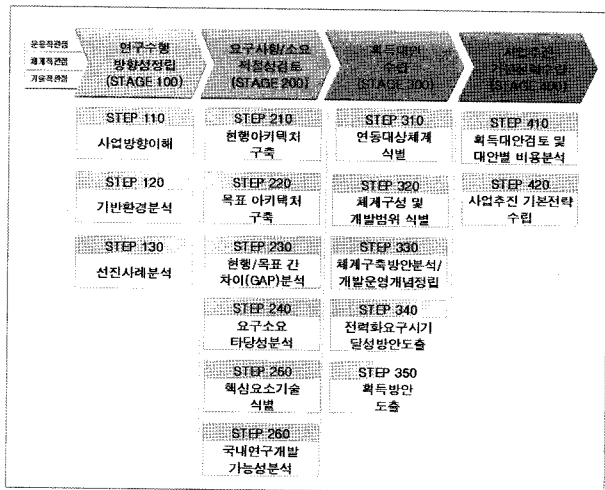 운용적관점
체계적관점
기술적관점
연구수행
방향성정립
(STAGE 100)
요구사항/소요
적절성검토
(STAGE 200)
획득대안
수립
(STAGE 300)
사업추진
(STAGE 400)
STEP 110
사업방향이해
STEP 120
기반환경분석
STEP 130
선진사례분석
STEP 210
현행아키텍처
구축
STEP 220
목표 아키텍처
구축
STEP 230
현행/목표 간
차이(GAP)분석
STEP 240
요구소요
타당성분석
STEP 260
핵심요소기술
식별
STEP 260
국내연구개발
가능성분석
STEP 310
연동대상체계
식별
STEP 320
체계구성 및
개발범위 식별
STEP 330
체계구축방안분석/
개발운영개념정립
STEP 340
전력화요구시기
달성방안도출
STEP 350
획득방안
도출
STEP 410
획득대안검토 및
대안별 비용분석
STEP 420
사업추진 기본전략
수립